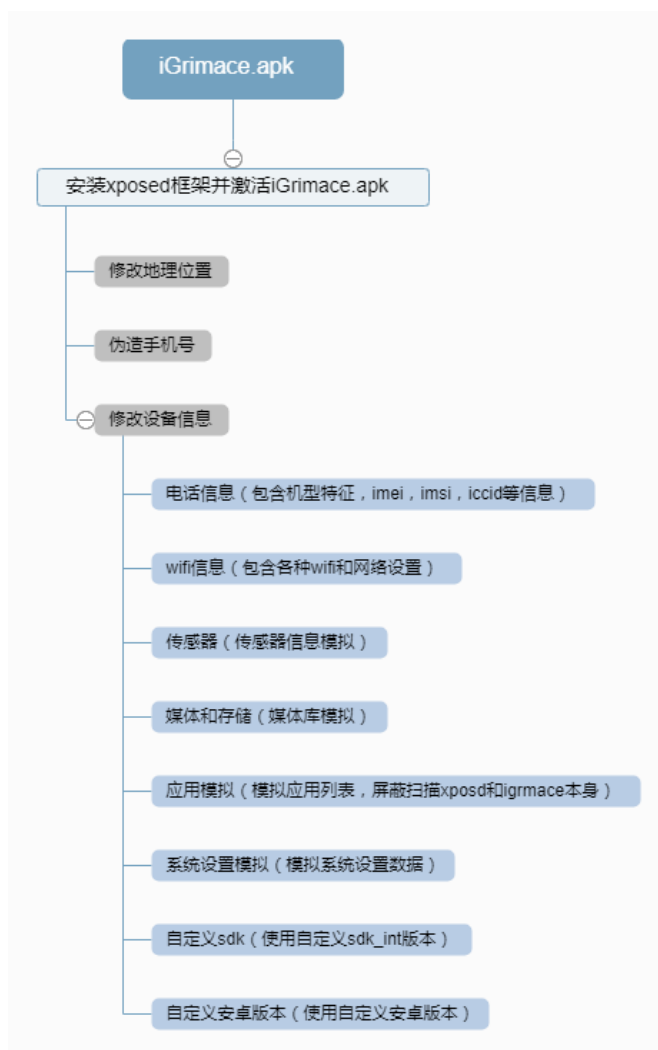 iGrimace.apk
安装xposed框架并激活iGrimace.apk
修改地理位置
伪造手机号
修改设备信息
电话信息（包含机型特征，imei，imsi，iccid等信息）
wifi信息（包含各种wifi和网络设置）
传感器（传感器信息模拟）
媒体和存储（媒体库模拟）
应用模拟（模拟应用列表，屏蔽扫描xposd和igrmace本身）
系统设置模拟（模拟系统设置数据）
自定义sdk（使用自定义sdk_int版本）
自定义安卓版本（使用自定义安卓版本）